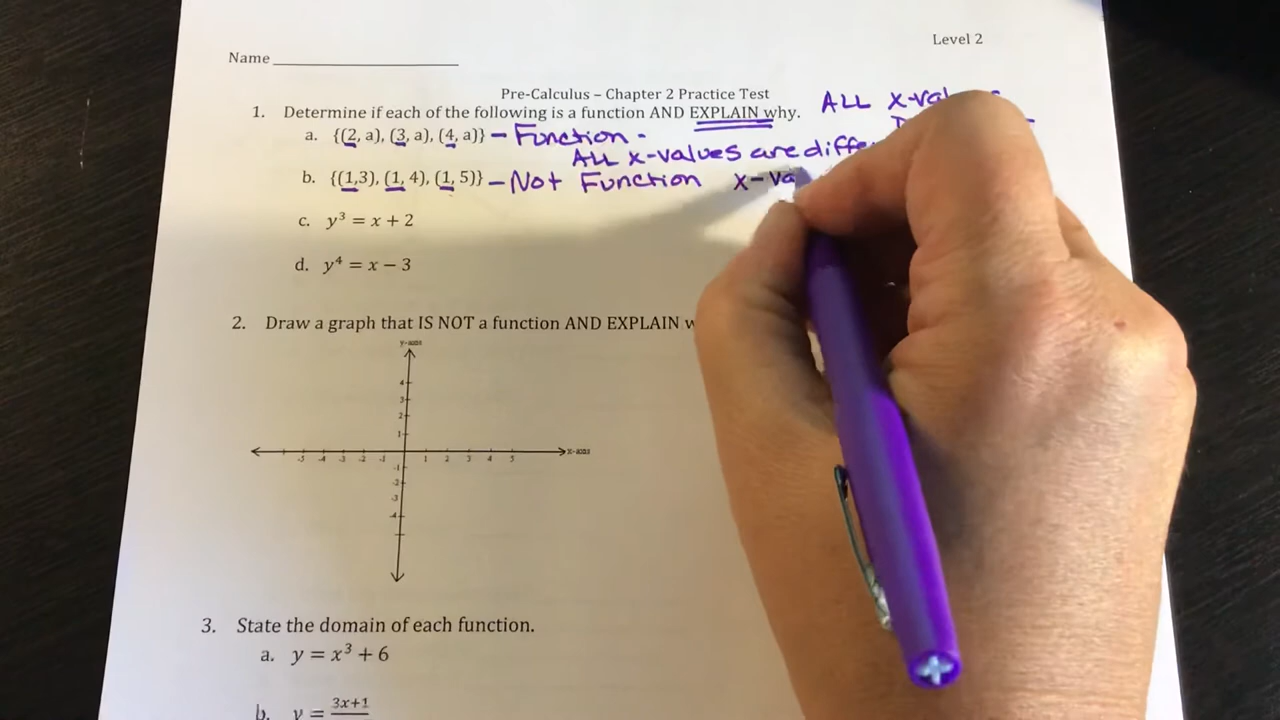 Level 2
Name
Pre-Calculus – Chapter 2 Practice Test
1. Determine if each of the following is a function AND EXPLAIN why. ALL
a. {(2, a), (3, a), (4, a)} – Function -
ALL x-values are
b. {(1,3), (1, 4), (1, 5)} – Not Function
c. y³ = x + 2
d. y⁴ = x − 3
2. Draw a graph that IS NOT a function AND EXPLAIN
y-axis
4
3
2
1
-5 -4 -3 -2 -1 1 2 3 4 5 x-axis
-1
-2
-3
-4
3. State the domain of each function.
a. y = x³ + 6
b. y = 3x+1